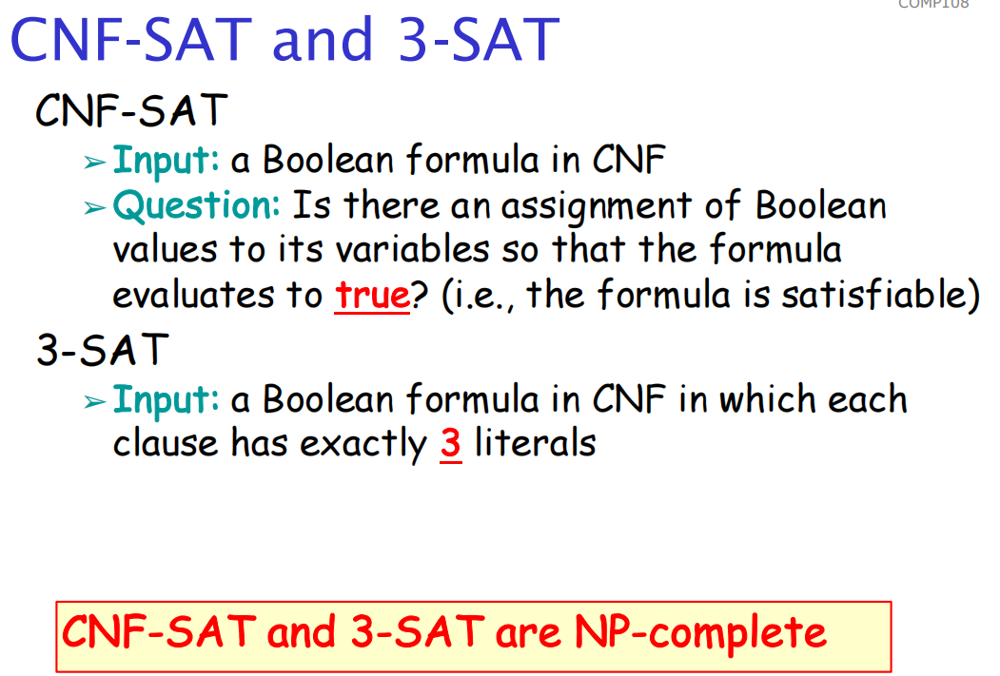 COMP108
CNF-SAT and 3-SAT
CNF-SAT
➢ Input: a Boolean formula in CNF
➢ Question: Is there an assignment of Boolean
values to its variables so that the formula
evaluates to true? (i.e., the formula is satisfiable)
3-SAT
➢ Input: a Boolean formula in CNF in which each
clause has exactly 3 literals
CNF-SAT and 3-SAT are NP-complete